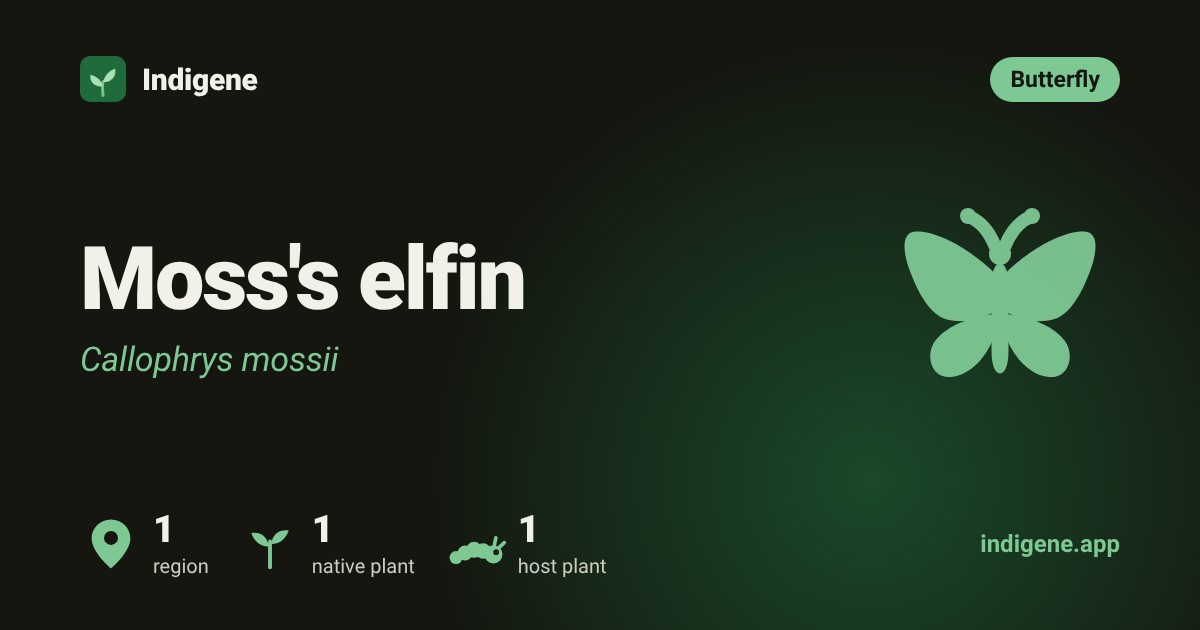 Indigene
Butterfly
Moss's elfin
Callophrys mossii
1
region
1
native plant
1
host plant
indigene.app